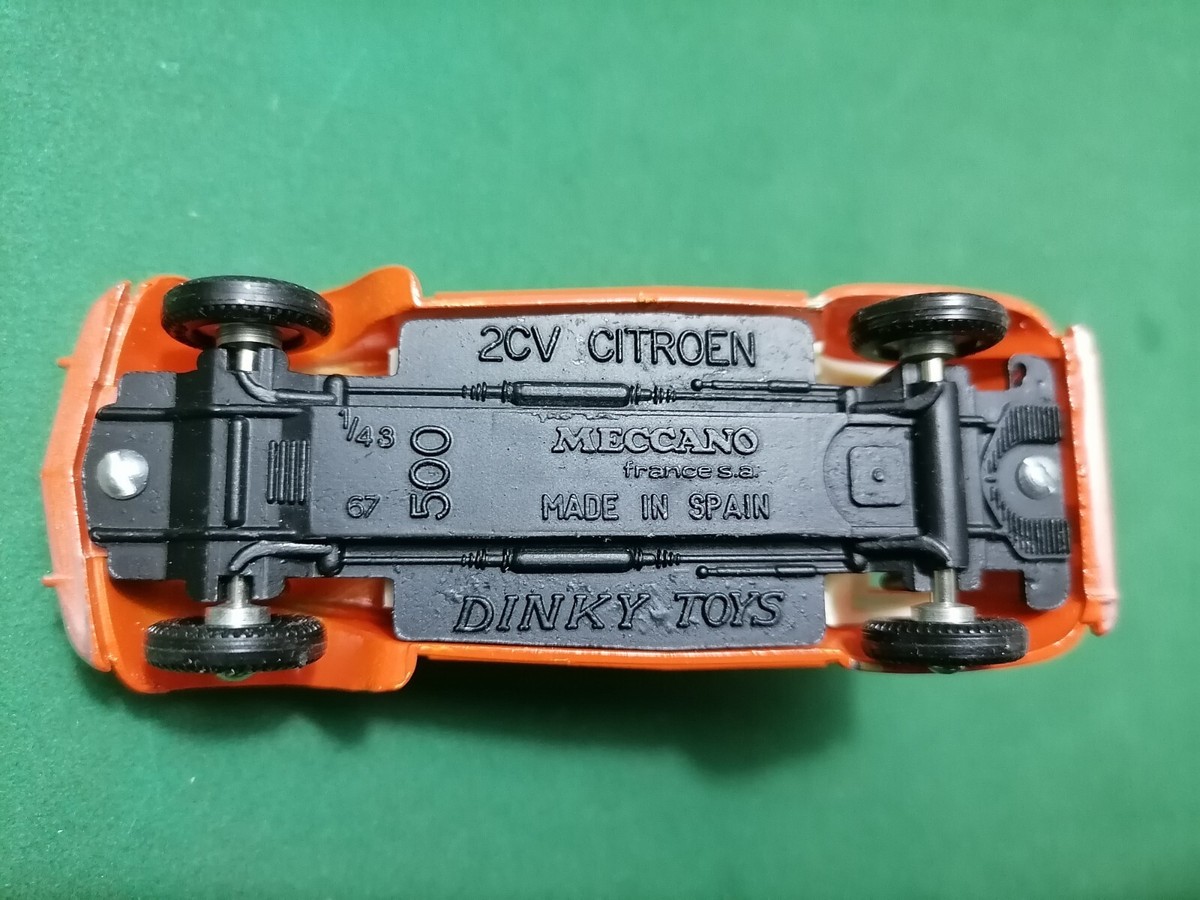 2CV CITROEN
1/43
67
500
MECCANO
france s.a.
MADE IN SPAIN
DINKY TOYS